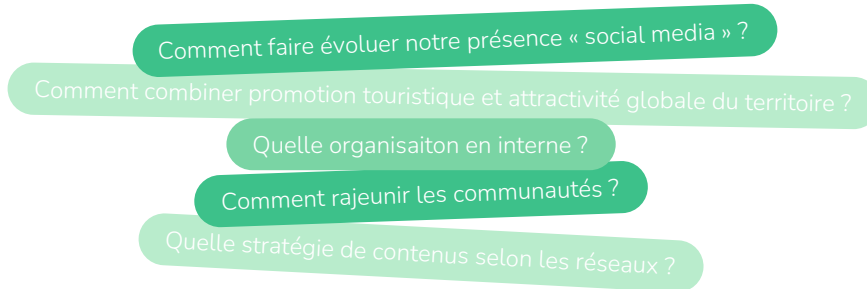 Comment faire évoluer notre présence « social media » ?
Comment combiner promotion touristique et attractivité globale du territoire ?
Quelle organisaiton en interne ?
Comment rajeunir les communautés ?
Quelle stratégie de contenus selon les réseaux ?